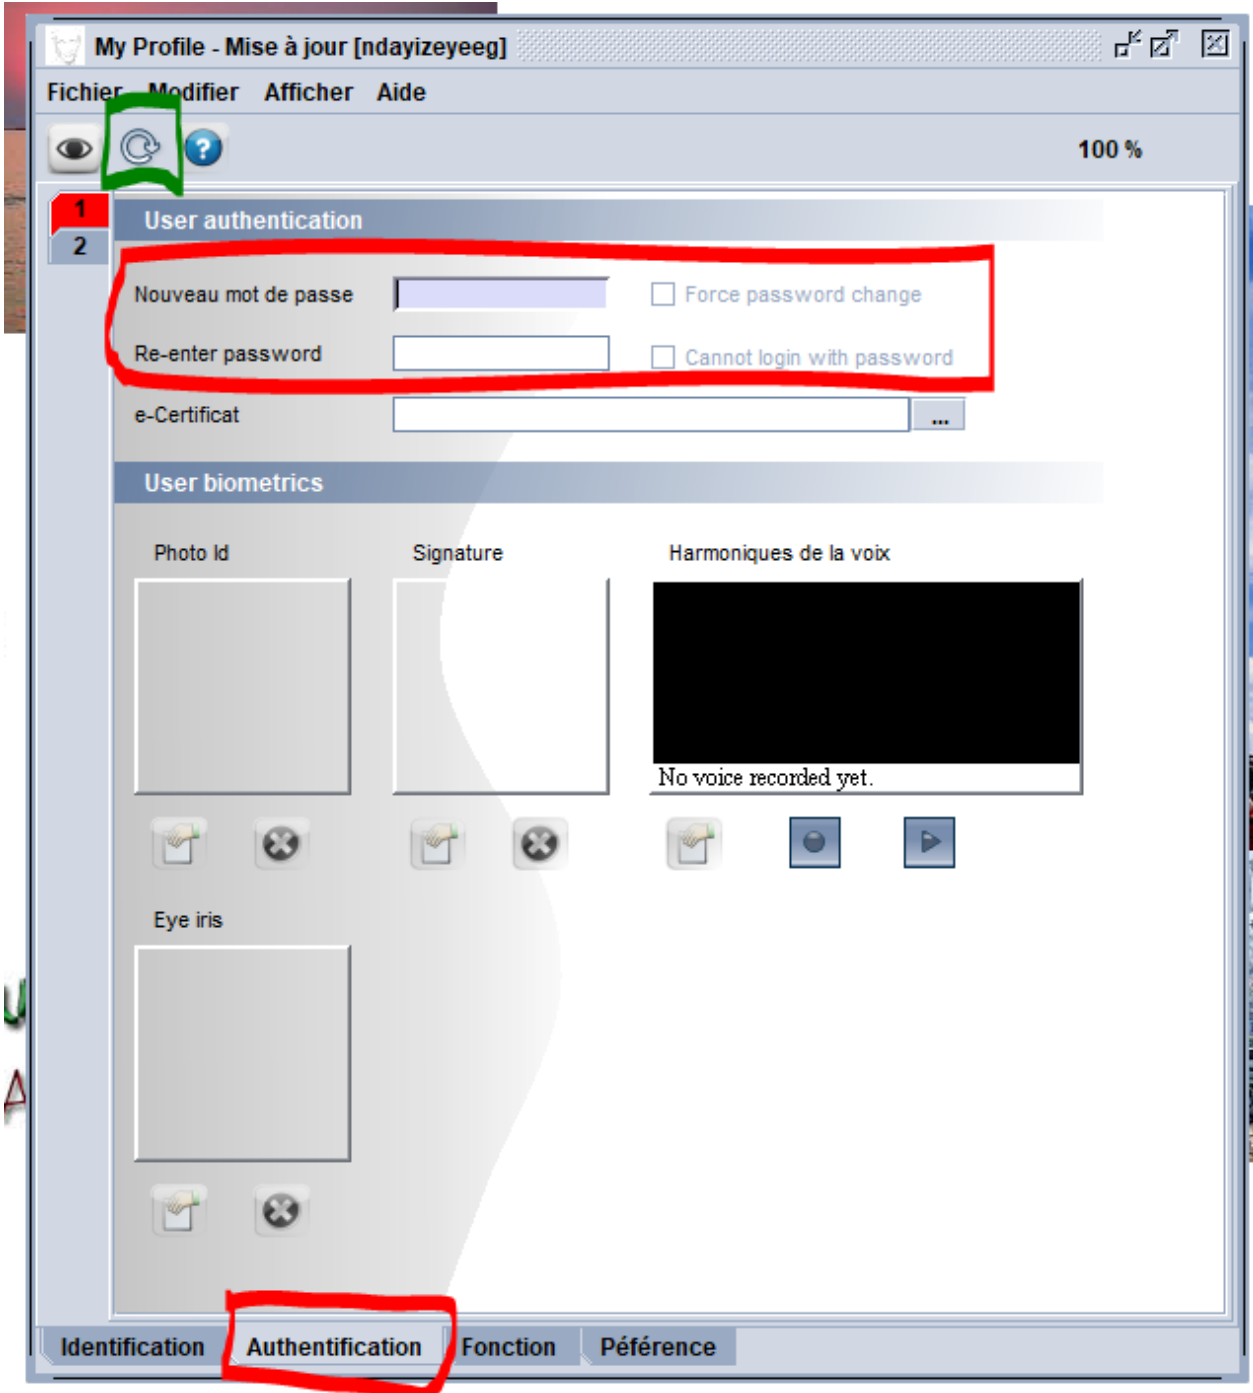 My Profile - Mise à jour [ndayizeyeeg]
Fichier Modifier Afficher Aide
100 %
1
2
User authentication
Nouveau mot de passe Force password change
Re-enter password Cannot login with password
e-Certificat ...
User biometrics
Photo Id Signature Harmoniques de la voix
No voice recorded yet.
Eye iris
Identification Authentification Fonction Péférence